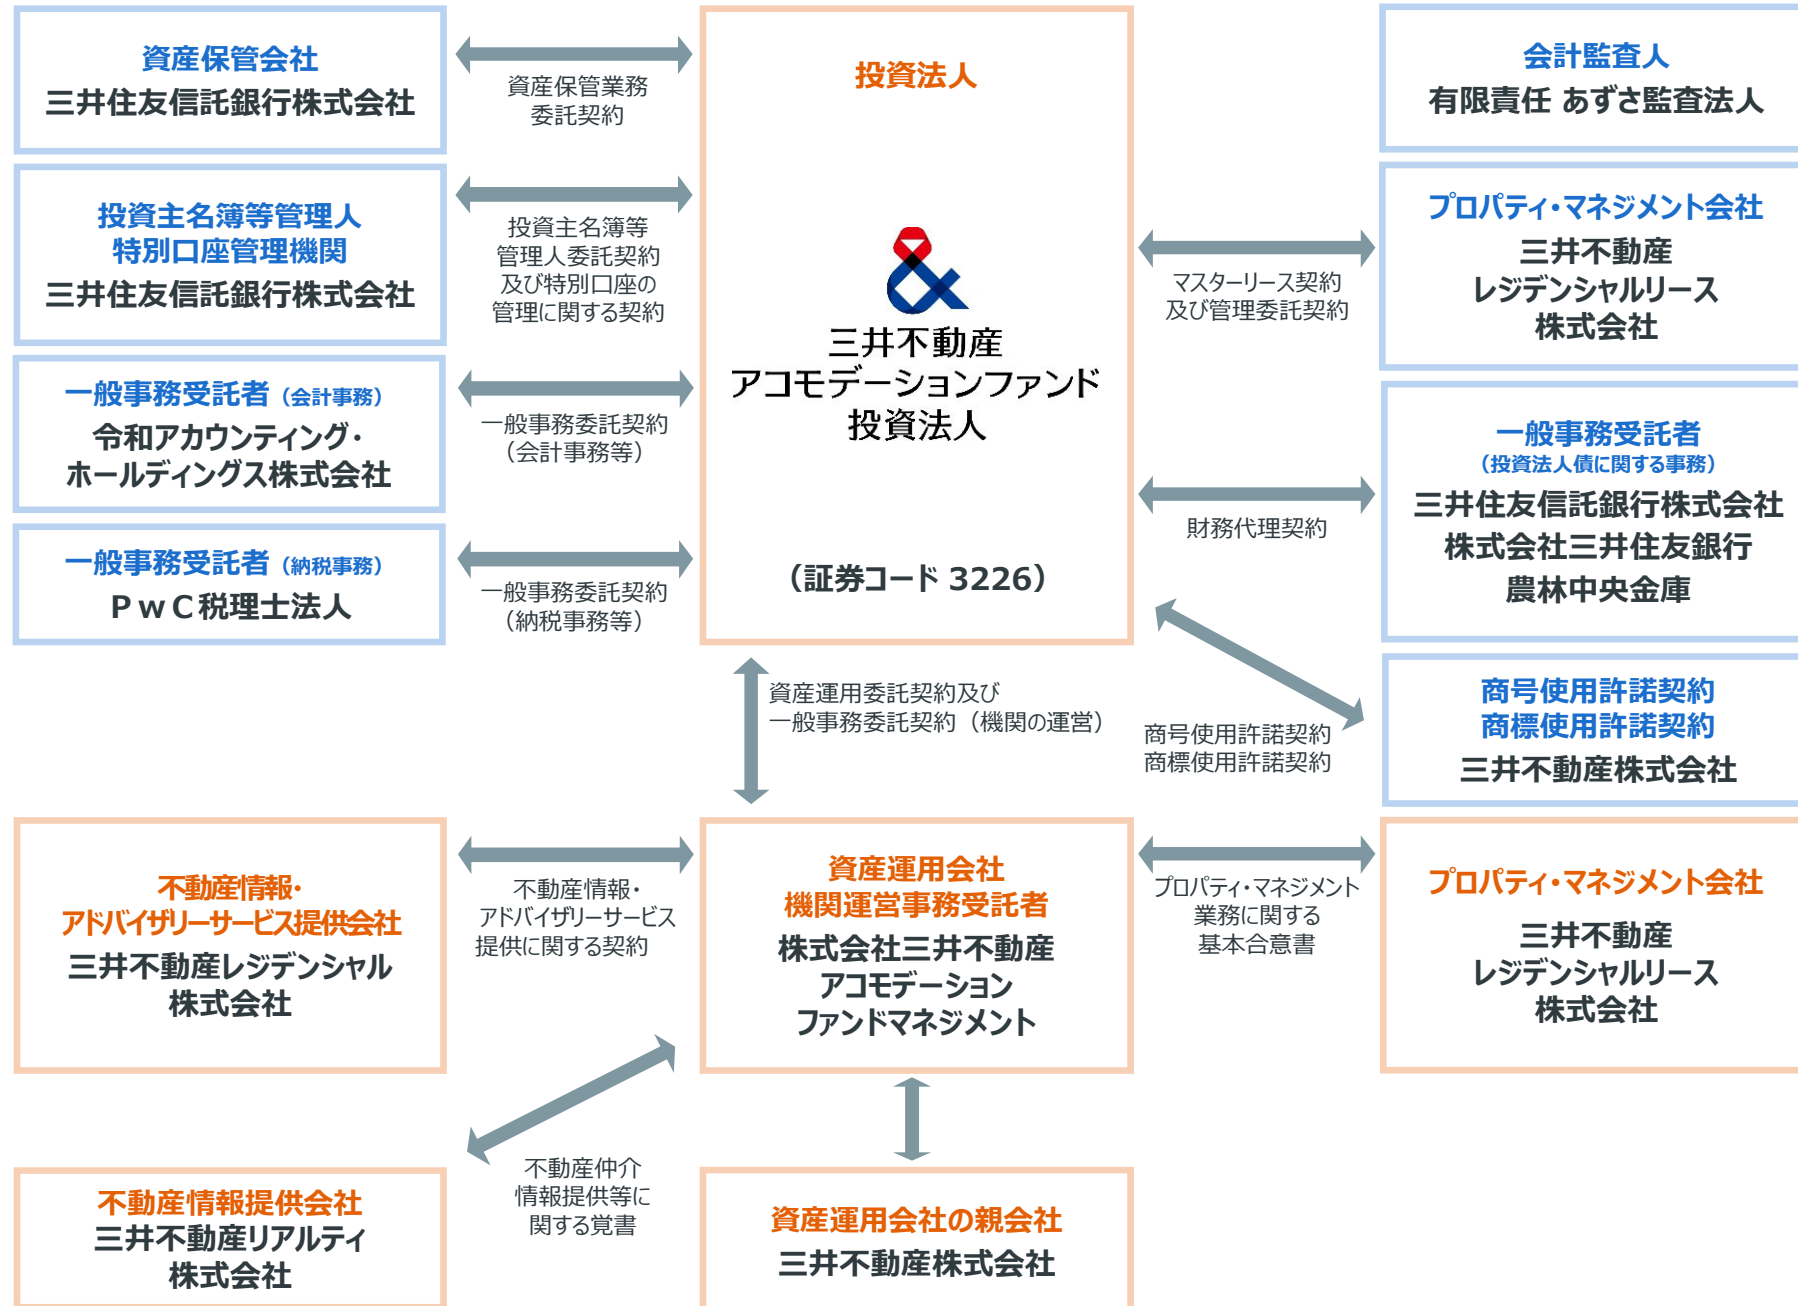 資産保管会社
三井住友信託銀行株式会社
資産保管業務
委託契約
投資主名簿等管理人
特別口座管理機関
三井住友信託銀行株式会社
投資主名簿等
管理人委託契約
及び特別口座の
管理に関する契約
一般事務受託者（会計事務）
令和アカウンティング・
ホールディングス株式会社
一般事務委託契約
（会計事務等）
一般事務受託者（納税事務）
ＰｗＣ税理士法人
一般事務委託契約
（納税事務等）
投資法人
三井不動産
アコモデーションファンド
投資法人
（証券コード 3226）
会計監査人
有限責任 あずさ監査法人
プロパティ・マネジメント会社
三井不動産
レジデンシャルリース
株式会社
マスターリース契約
及び管理委託契約
一般事務受託者
（投資法人債に関する事務）
三井住友信託銀行株式会社
株式会社三井住友銀行
農林中央金庫
財務代理契約
商号使用許諾契約
商標使用許諾契約
三井不動産株式会社
商号使用許諾契約
商標使用許諾契約
資産運用委託契約及び
一般事務委託契約（機関の運営）
不動産情報・
アドバイザリーサービス提供会社
三井不動産レジデンシャル
株式会社
不動産情報・
アドバイザリーサービス
提供に関する契約
資産運用会社
機関運営事務受託者
株式会社三井不動産
アコモデーション
ファンドマネジメント
プロパティ・マネジメント
業務に関する
基本合意書
プロパティ・マネジメント会社
三井不動産
レジデンシャルリース
株式会社
不動産情報提供会社
三井不動産リアルティ
株式会社
不動産仲介
情報提供等に
関する覚書
資産運用会社の親会社
三井不動産株式会社